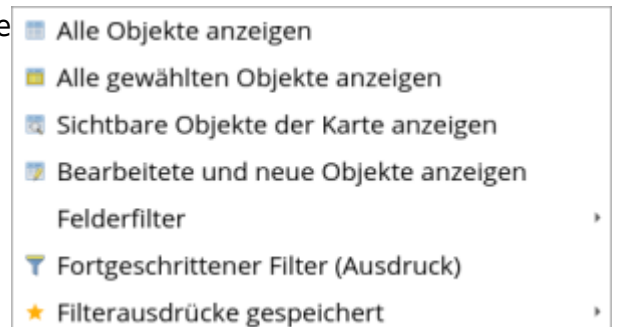 e
Alle Objekte anzeigen
Alle gewählten Objekte anzeigen
Sichtbare Objekte der Karte anzeigen
Bearbeitete und neue Objekte anzeigen
Felderfilter
Fortgeschrittener Filter (Ausdruck)
Filterausdrücke gespeichert